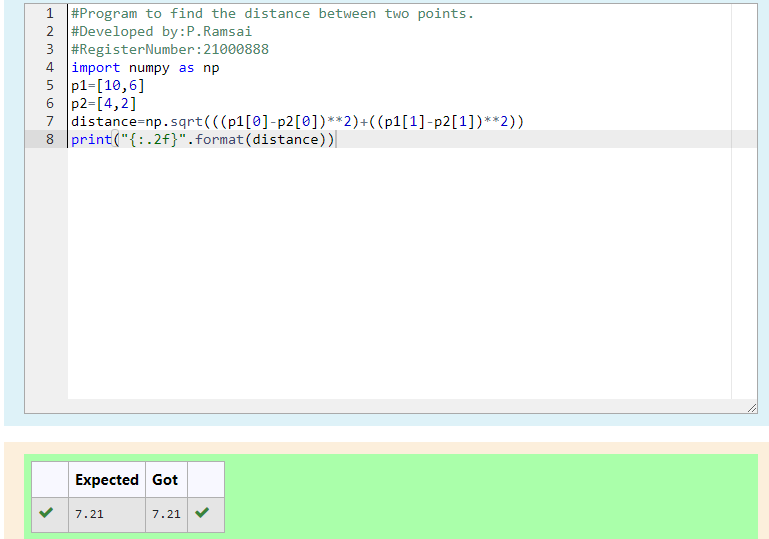 1 #Program to find the distance between two points.
2 #Developed by:P.Ramsai
3 #RegisterNumber:21000888
4 import numpy as np
5 p1=[10,6]
6 p2=[4,2]
7 distance=np.sqrt(((p1[0]-p2[0])**2)+((p1[1]-p2[1])**2))
8 print("{:.2f}".format(distance))
Expected Got
7.21 7.21